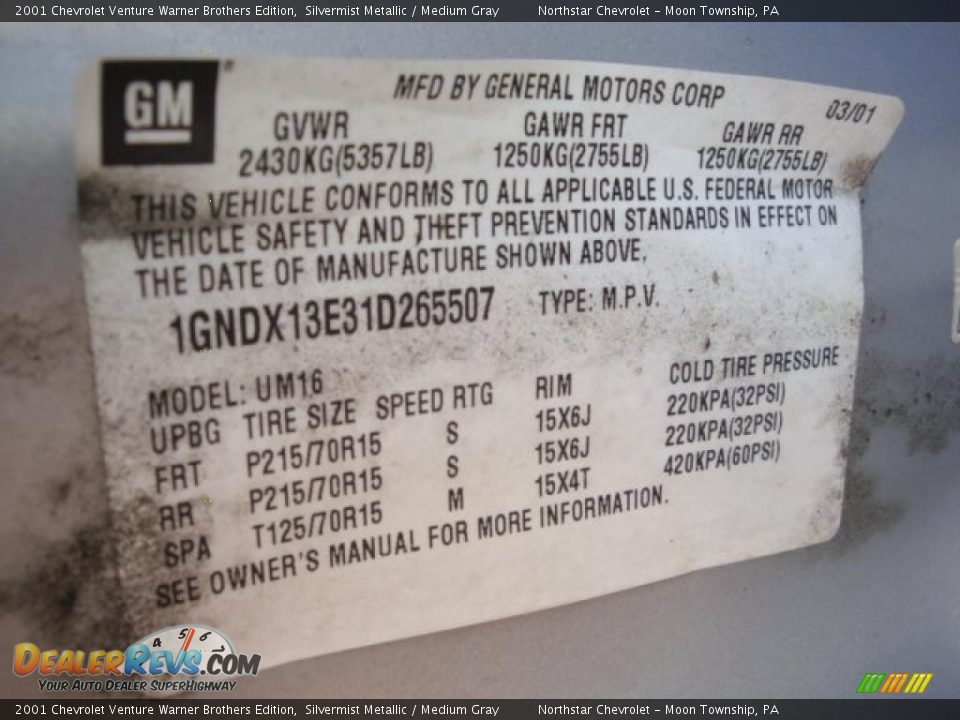 2001 Chevrolet Venture Warner Brothers Edition, Silvermist Metallic / Medium Gray Northstar Chevrolet - Moon Township, PA
GM
MFD BY GENERAL MOTORS CORP 03/01
GVWR GAWR FRT GAWR RR
2430KG(5357LB) 1250KG(2755LB) 1250KG(2755LB)
THIS VEHICLE CONFORMS TO ALL APPLICABLE U.S. FEDERAL MOTOR
VEHICLE SAFETY AND THEFT PREVENTION STANDARDS IN EFFECT ON
THE DATE OF MANUFACTURE SHOWN ABOVE.
1GNDX13E31D265507 TYPE: M.P.V.
MODEL: UM16
UPBG TIRE SIZE SPEED RTG RIM COLD TIRE PRESSURE
FRT P215/70R15 S 15X6J 220KPA(32PSI)
RR P215/70R15 S 15X6J 220KPA(32PSI)
SPA T125/70R15 M 15X4T 420KPA(60PSI)
SEE OWNER'S MANUAL FOR MORE INFORMATION.
4 5 6
DEALERREVS.COM
YOUR AUTO DEALER SUPERHIGHWAY
2001 Chevrolet Venture Warner Brothers Edition, Silvermist Metallic / Medium Gray Northstar Chevrolet - Moon Township, PA